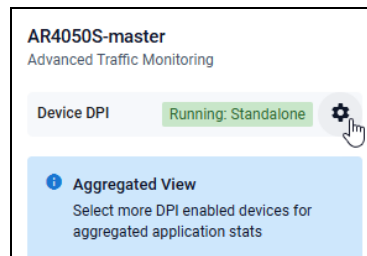 AR4050S-master
Advanced Traffic Monitoring
Device DPI Running: Standalone
Aggregated View
Select more DPI enabled devices for
aggregated application stats